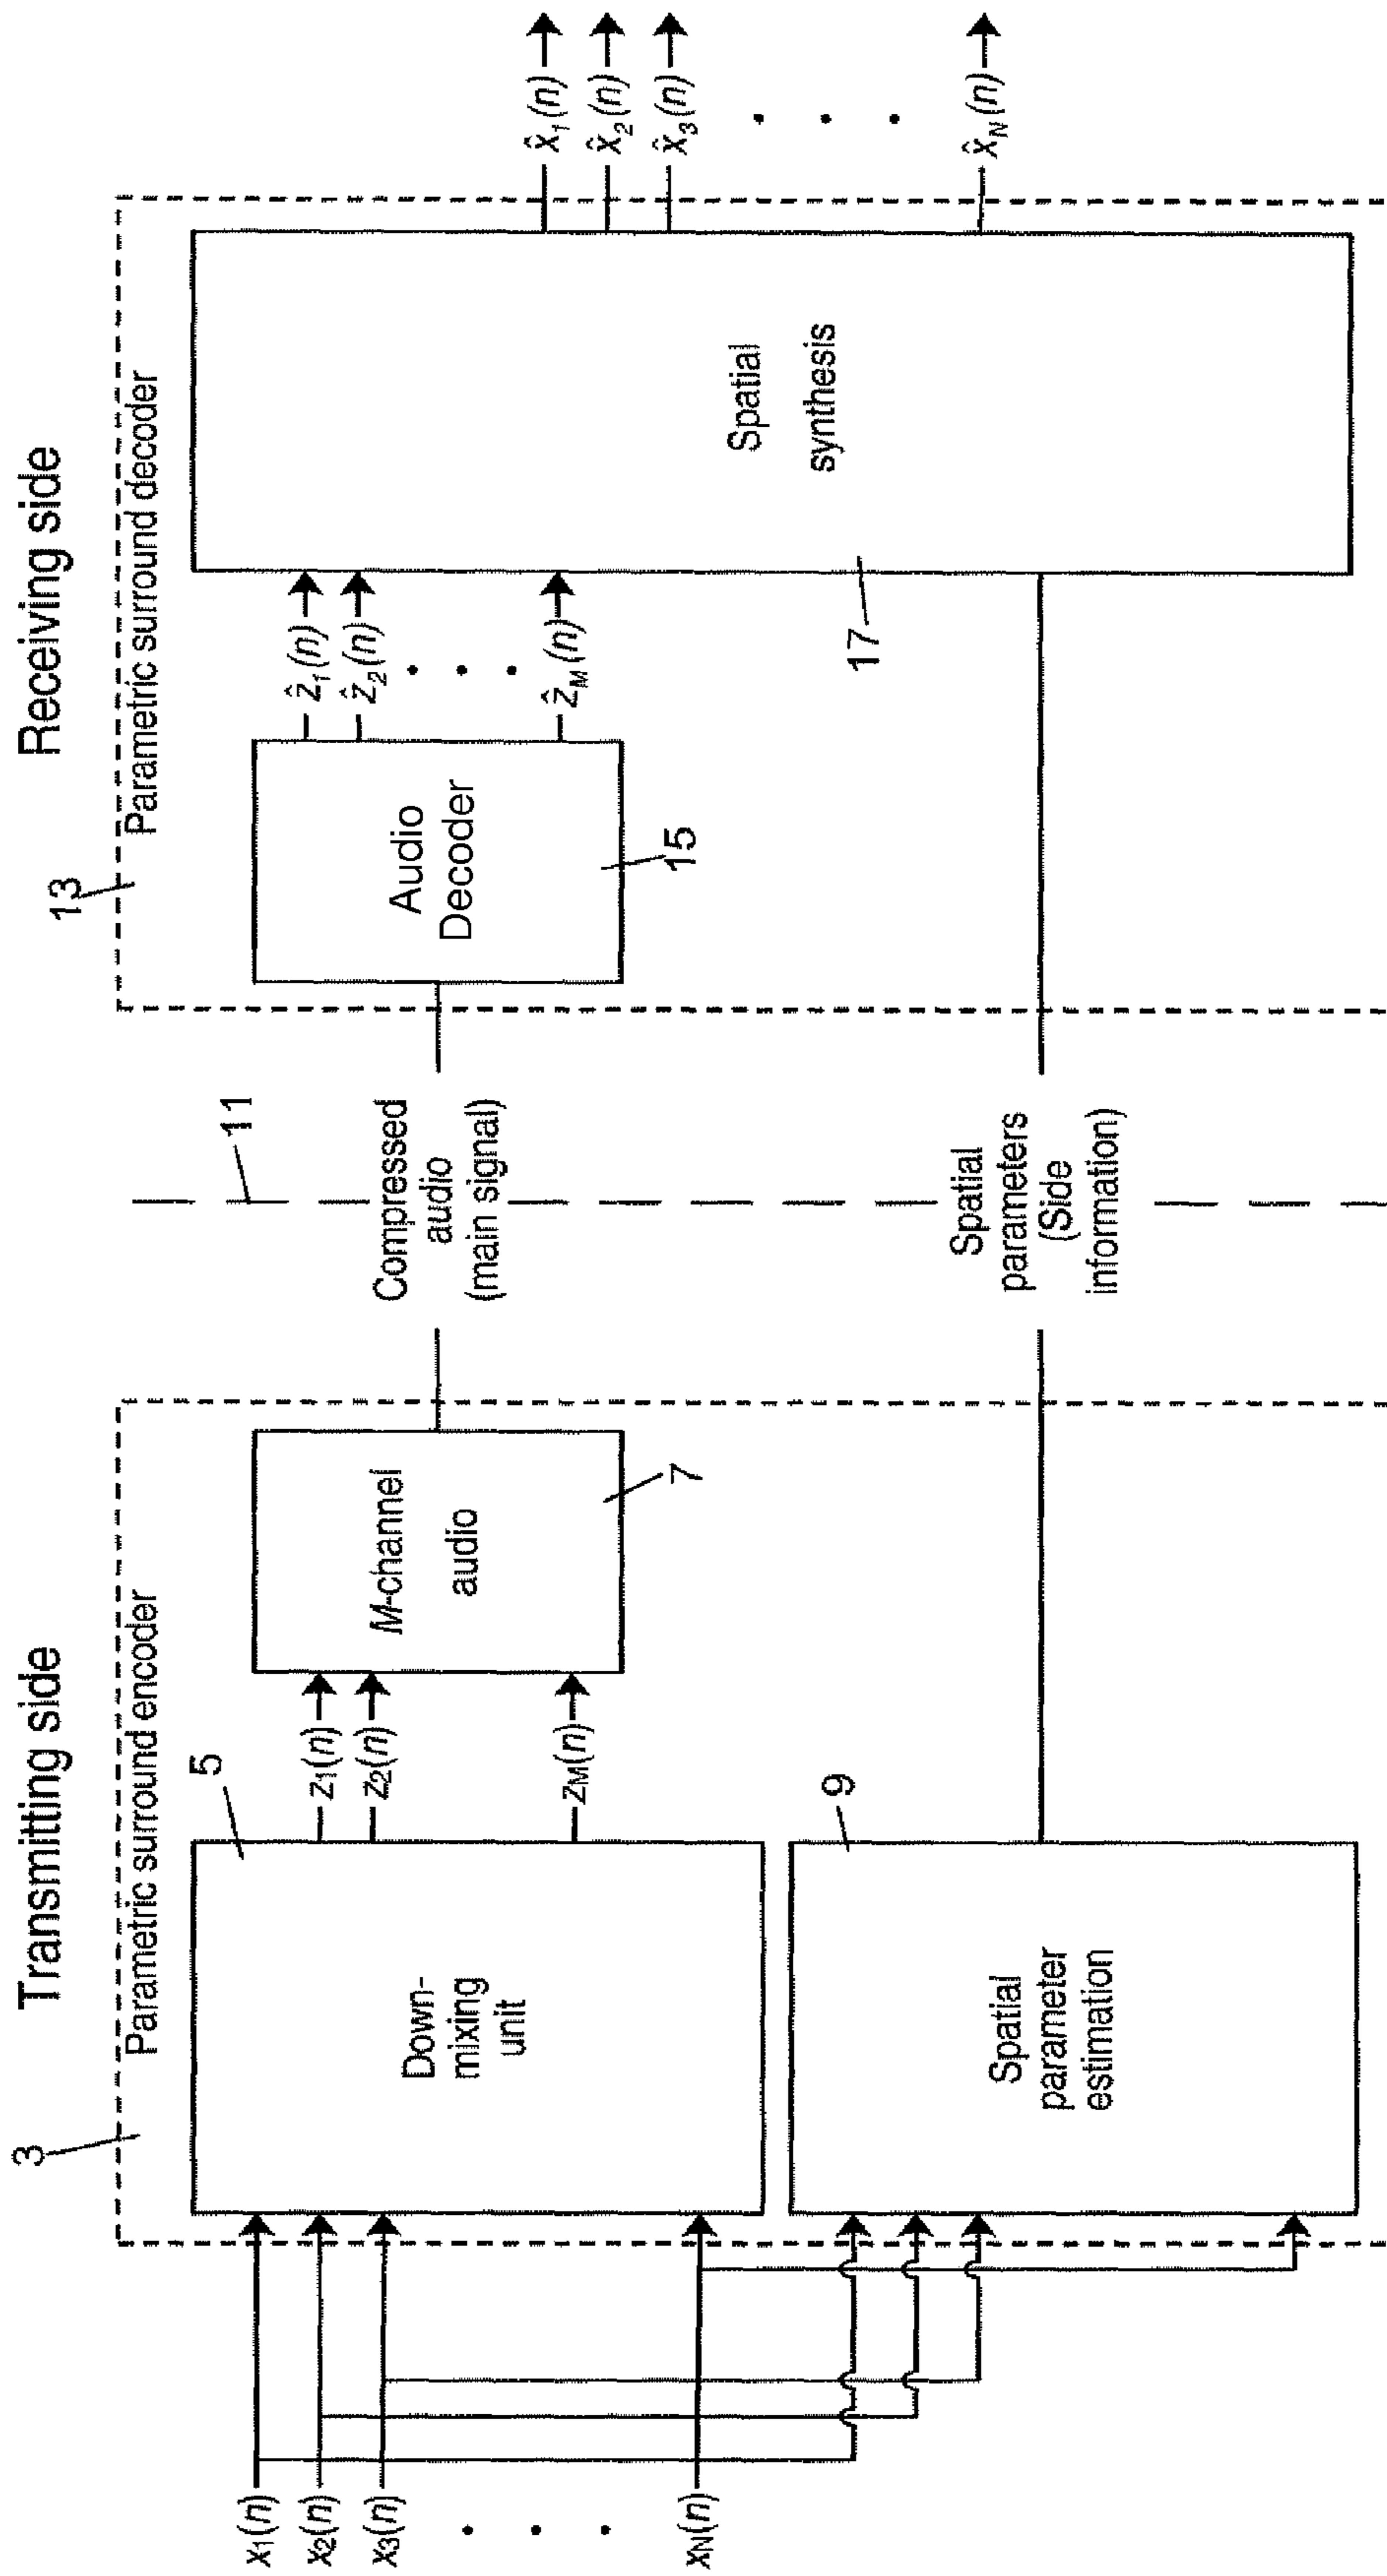 Transmitting side
Receiving side
3
Parametric surround encoder
13
Parametric surround decoder
x1(n)
x2(n)
x3(n)
xN(n)
5
Down-
mixing
unit
z1(n)
z2(n)
zM(n)
M-channel
audio
7
9
Spatial
parameter
estimation
11
Compressed
audio
(main signal)
Spatial
parameters
(Side
information)
Audio
Decoder
15
ẑ1(n)
ẑ2(n)
ẑM(n)
17
Spatial
synthesis
x̂1(n)
x̂2(n)
x̂3(n)
x̂N(n)